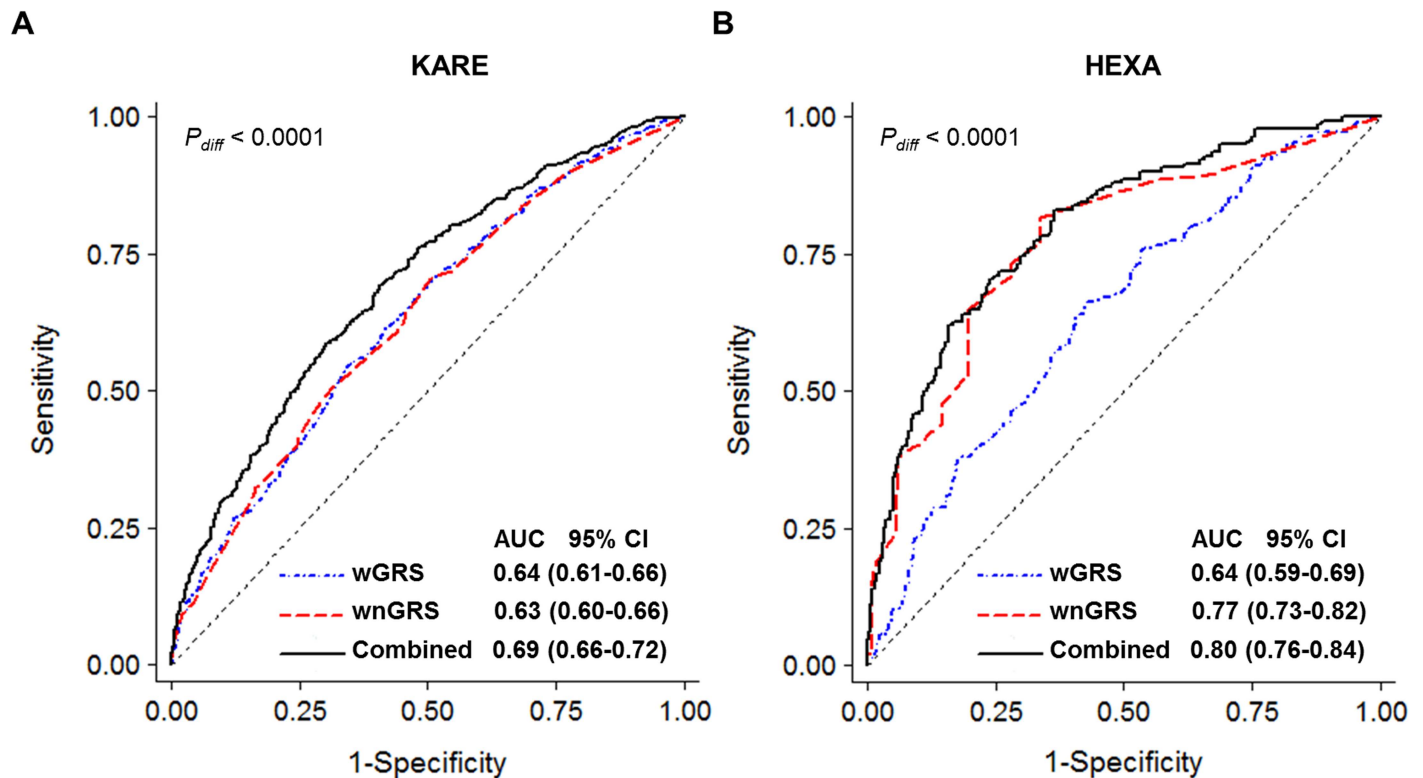 A
KARE
P_diff < 0.0001
1.00
0.75
0.50
0.25
0.00
Sensitivity
AUC 95% CI
wGRS 0.64 (0.61-0.66)
wnGRS 0.63 (0.60-0.66)
Combined 0.69 (0.66-0.72)
0.00 0.25 0.50 0.75 1.00
1-Specificity
B
HEXA
P_diff < 0.0001
1.00
0.75
0.50
0.25
0.00
Sensitivity
AUC 95% CI
wGRS 0.64 (0.59-0.69)
wnGRS 0.77 (0.73-0.82)
Combined 0.80 (0.76-0.84)
0.00 0.25 0.50 0.75 1.00
1-Specificity